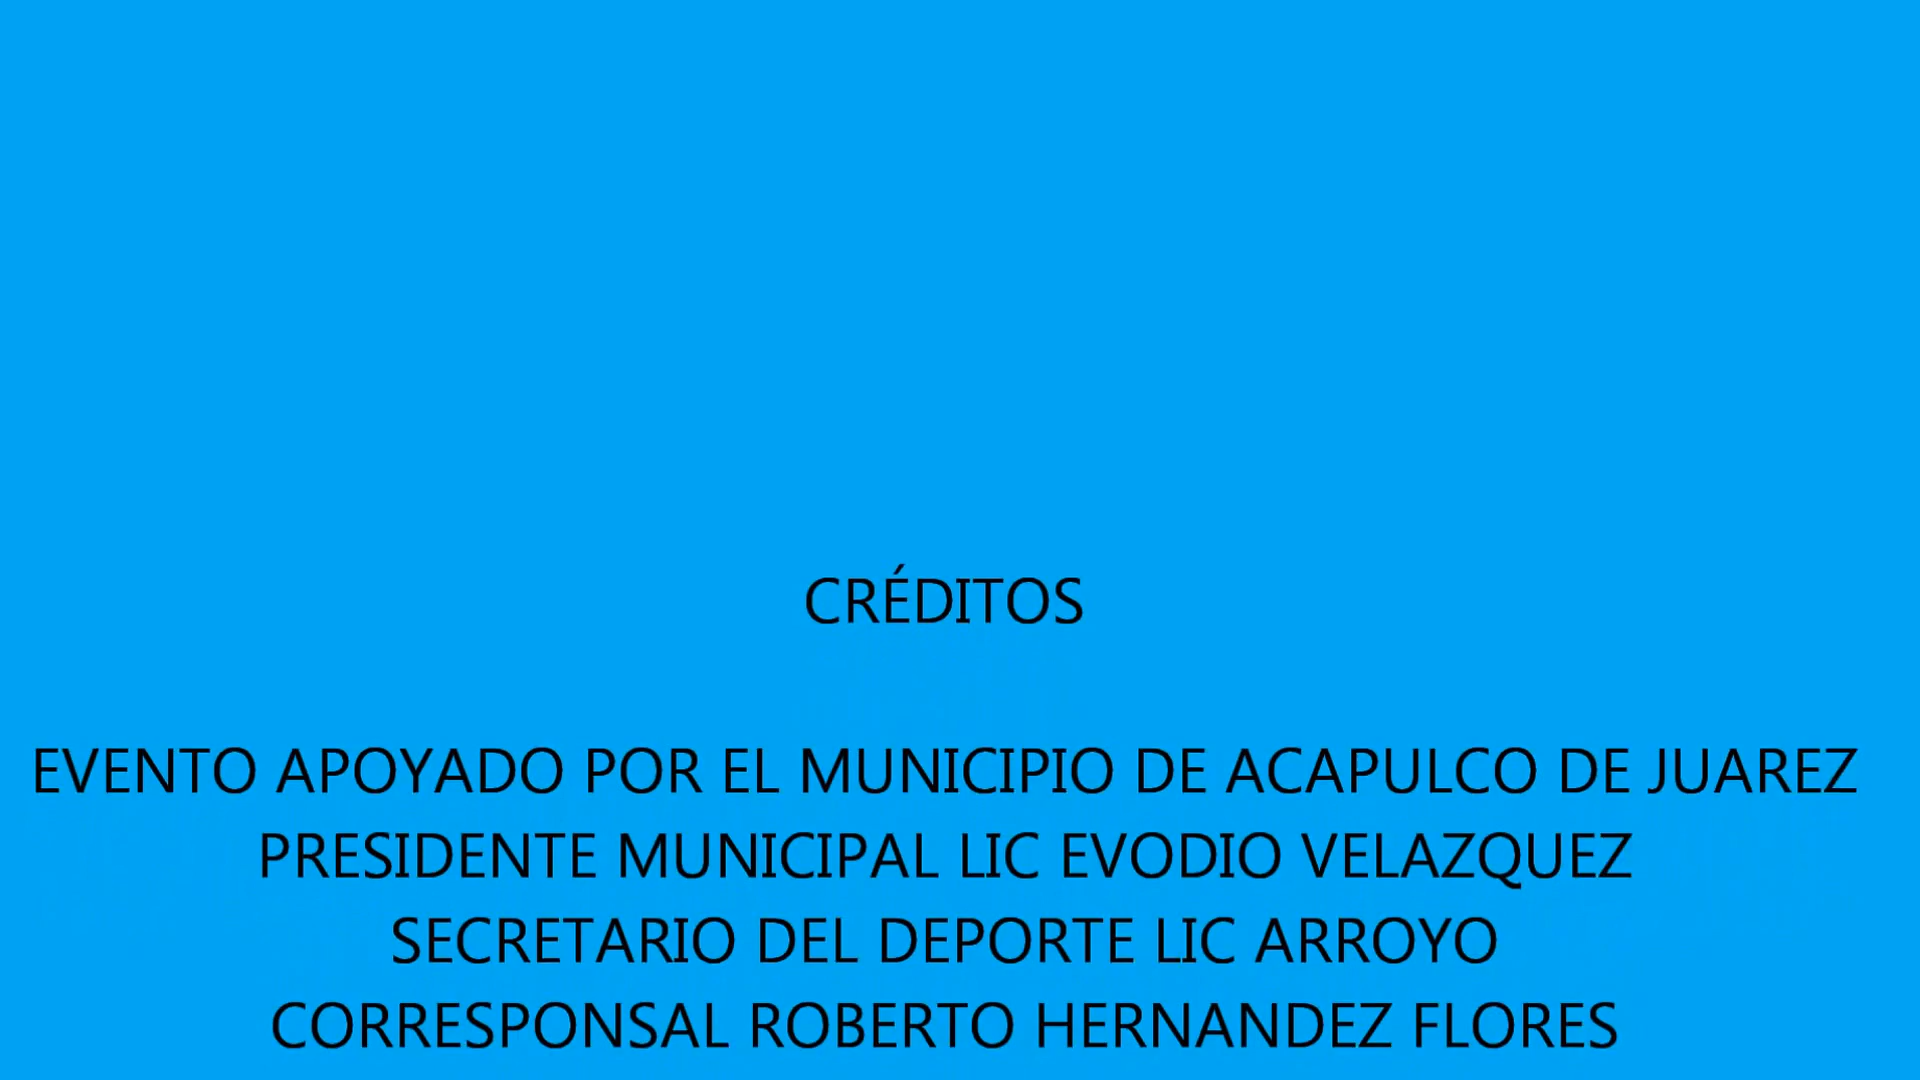 CRÉDITOS
EVENTO APOYADO POR EL MUNICIPIO DE ACAPULCO DE JUAREZ
PRESIDENTE MUNICIPAL LIC EVODIO VELAZQUEZ
SECRETARIO DEL DEPORTE LIC ARROYO
CORRESPONSAL ROBERTO HERNANDEZ FLORES